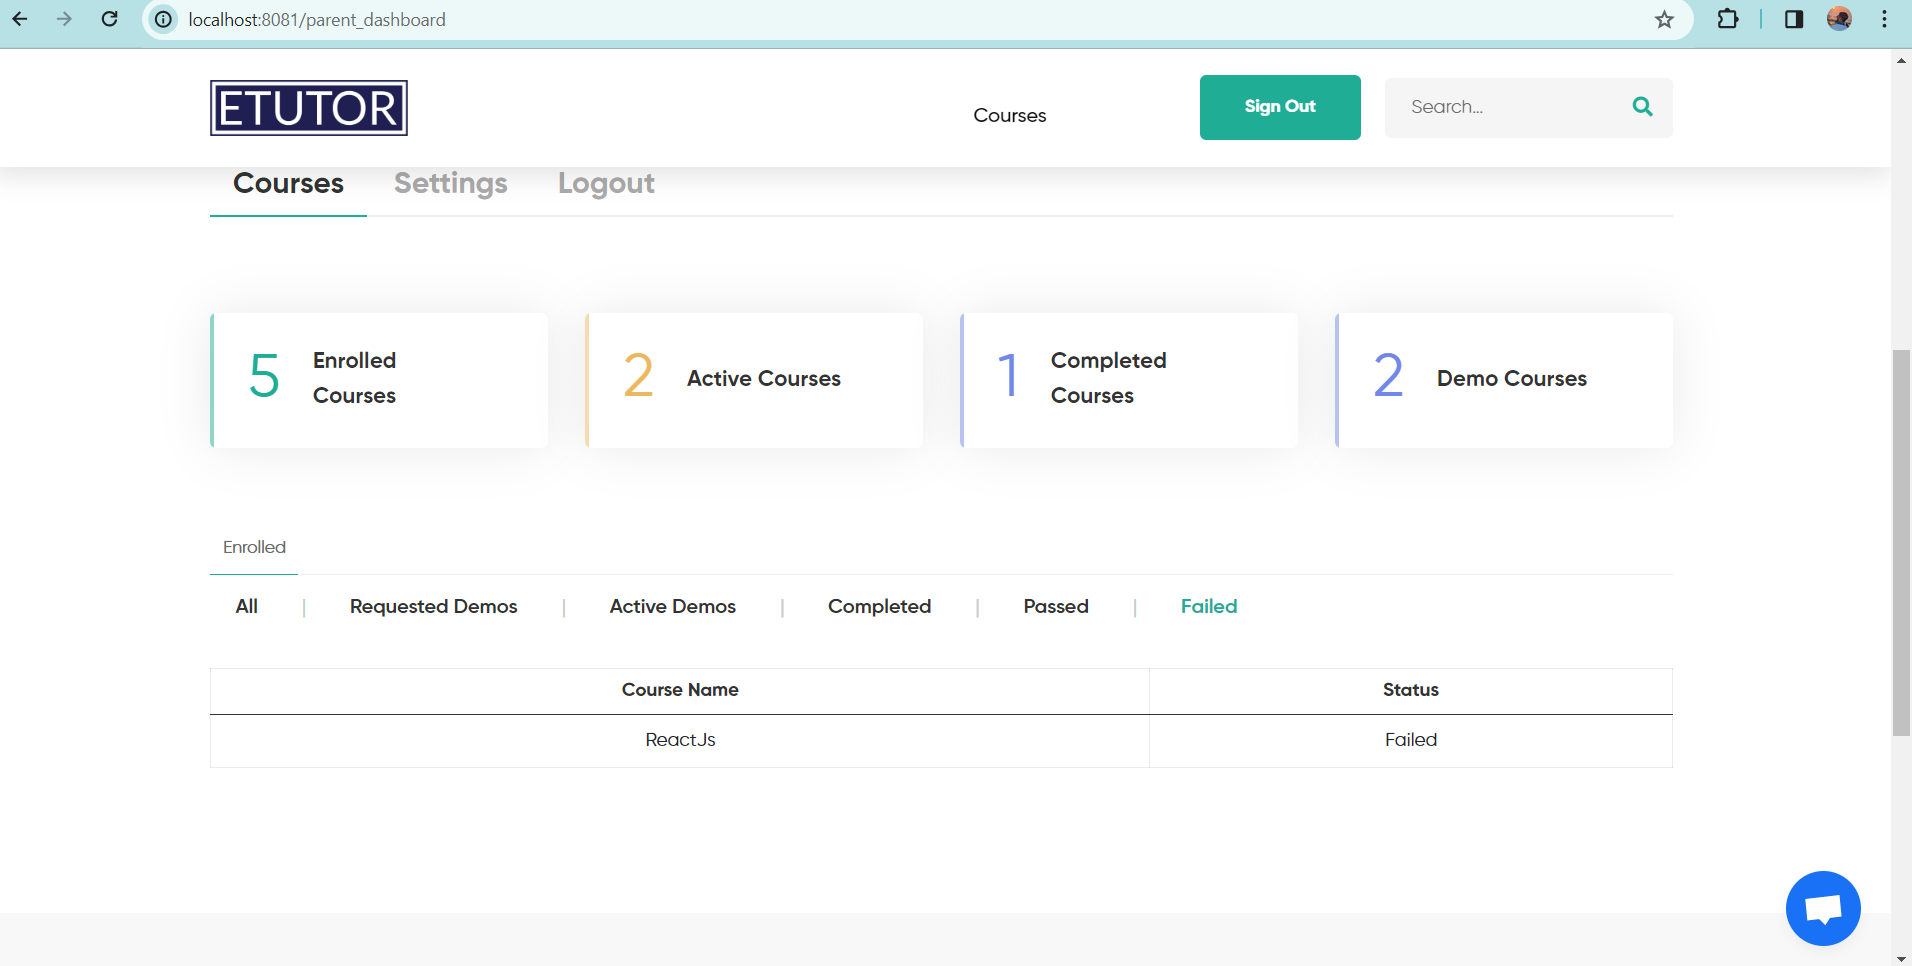 localhost:8081/parent_dashboard
ETUTOR
Courses
Sign Out
Search...
Courses Settings Logout
5 Enrolled
Courses
2 Active Courses
1 Completed
Courses
2 Demo Courses
Enrolled
All | Requested Demos | Active Demos | Completed | Passed | Failed
Course Name Status
ReactJs Failed